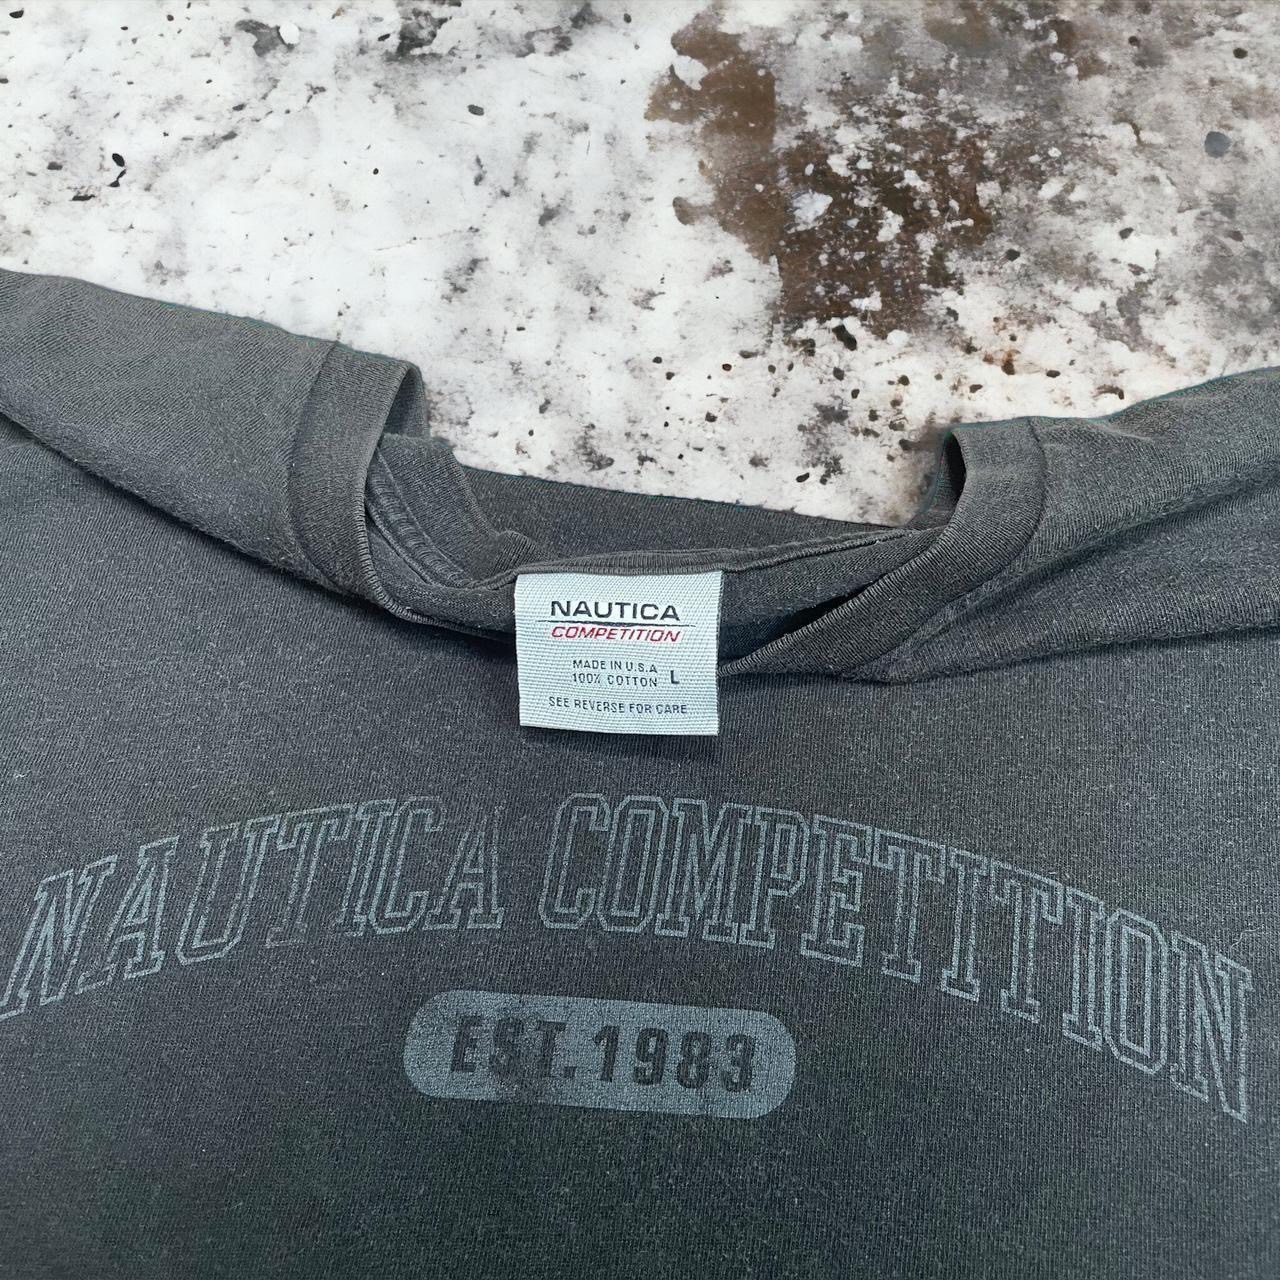 NAUTICA
COMPETITION
MADE IN U.S.A
100% COTTON L
SEE REVERSE FOR CARE
NAUTICA COMPETITION
EST. 1983